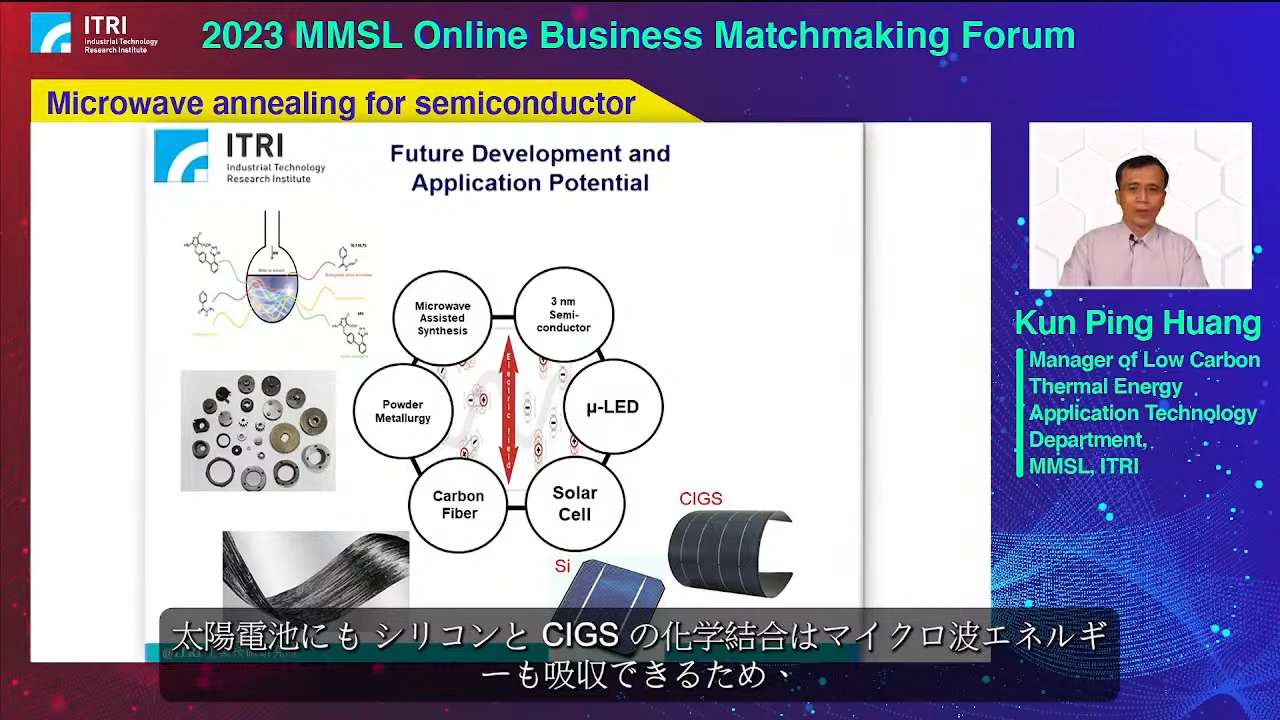 ITRI
Industrial Technology
Research Institute
2023 MMSL Online Business Matchmaking Forum
Microwave annealing for semiconductor
ITRI
Industrial Technology
Research Institute
Future Development and
Application Potential
Microwave
Assisted
Synthesis
3 nm
Semi-
conductor
Powder
Metallurgy
Electric field
μ-LED
Carbon
Fiber
Solar
Cell
CIGS
Si
Kun Ping Huang
Manager of Low Carbon
Thermal Energy
Application Technology
Department,
MMSL, ITRI
太陽電池にも シリコンと CIGS の化学結合はマイクロ波エネルギ
ーも吸収できるため、